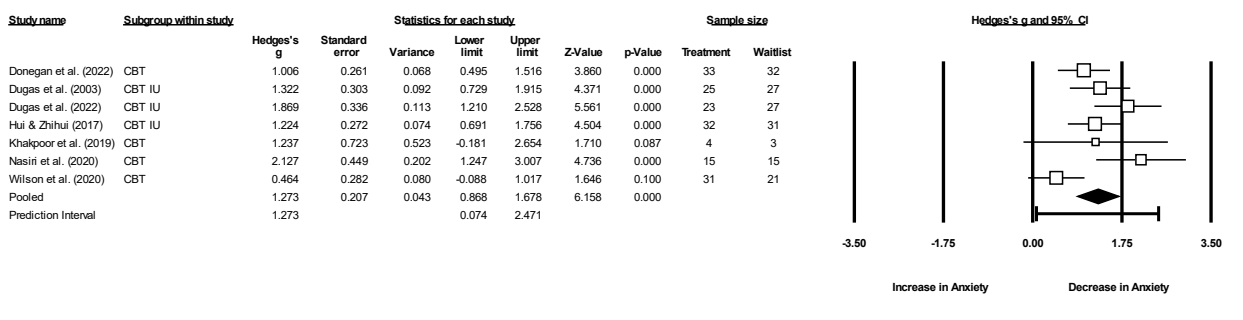 Study name Subgroup within study Statistics for each study Sample size Hedges's g and 95% CI
Hedges's g Standard error Variance Lower limit Upper limit Z-Value p-Value Treatment Waitlist
Donegan et al. (2022) CBT 1.006 0.261 0.068 0.495 1.516 3.860 0.000 33 32
Dugas et al. (2003) CBT IU 1.322 0.303 0.092 0.729 1.915 4.371 0.000 25 27
Dugas et al. (2022) CBT IU 1.869 0.336 0.113 1.210 2.528 5.561 0.000 23 27
Hui & Zhihui (2017) CBT IU 1.224 0.272 0.074 0.691 1.756 4.504 0.000 32 31
Khakpoor et al. (2019) CBT 1.237 0.723 0.523 -0.181 2.654 1.710 0.087 4 3
Nasiri et al. (2020) CBT 2.127 0.449 0.202 1.247 3.007 4.736 0.000 15 15
Wilson et al. (2020) CBT 0.464 0.282 0.080 -0.088 1.017 1.646 0.100 31 21
Pooled 1.273 0.207 0.043 0.868 1.678 6.158 0.000
Prediction Interval 1.273 0.074 2.471
-3.50 -1.75 0.00 1.75 3.50
Increase in Anxiety Decrease in Anxiety